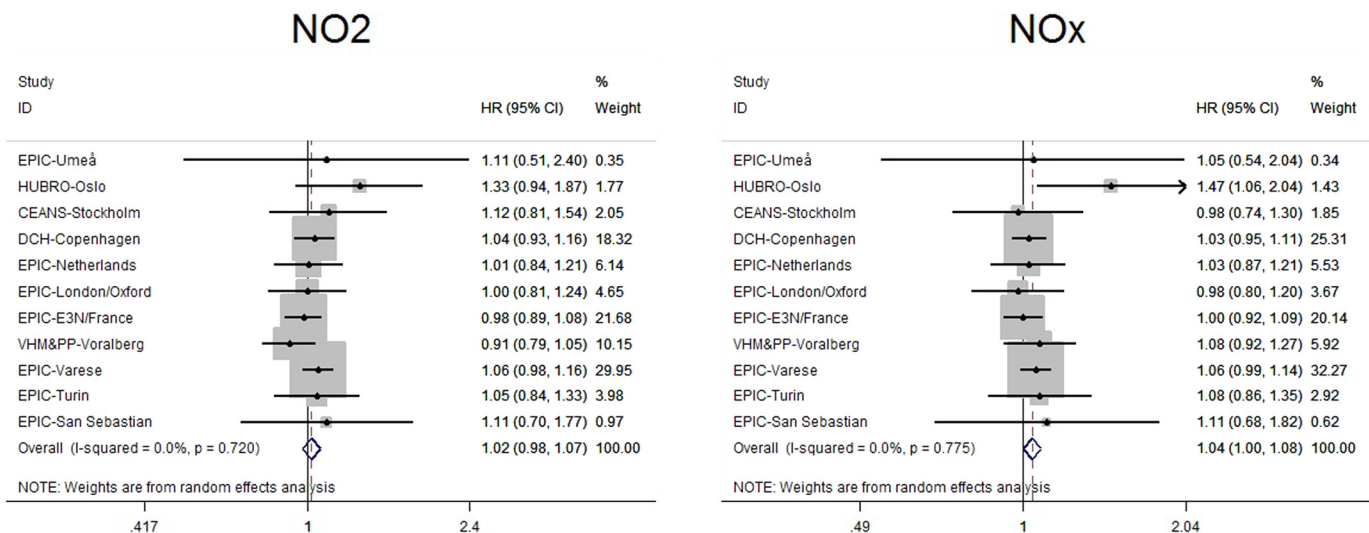 NO2
Study %
ID HR (95% CI) Weight
EPIC-Umeå 1.11 (0.51, 2.40) 0.35
HUBRO-Oslo 1.33 (0.94, 1.87) 1.77
CEANS-Stockholm 1.12 (0.81, 1.54) 2.05
DCH-Copenhagen 1.04 (0.93, 1.16) 18.32
EPIC-Netherlands 1.01 (0.84, 1.21) 6.14
EPIC-London/Oxford 1.00 (0.81, 1.24) 4.65
EPIC-E3N/France 0.98 (0.89, 1.08) 21.68
VHM&PP-Voralberg 0.91 (0.79, 1.05) 10.15
EPIC-Varese 1.06 (0.98, 1.16) 29.95
EPIC-Turin 1.05 (0.84, 1.33) 3.98
EPIC-San Sebastian 1.11 (0.70, 1.77) 0.97
Overall (I-squared = 0.0%, p = 0.720) 1.02 (0.98, 1.07) 100.00
NOTE: Weights are from random effects analysis
.417 1 2.4
NOx
Study %
ID HR (95% CI) Weight
EPIC-Umeå 1.05 (0.54, 2.04) 0.34
HUBRO-Oslo 1.47 (1.06, 2.04) 1.43
CEANS-Stockholm 0.98 (0.74, 1.30) 1.85
DCH-Copenhagen 1.03 (0.95, 1.11) 25.31
EPIC-Netherlands 1.03 (0.87, 1.21) 5.53
EPIC-London/Oxford 0.98 (0.80, 1.20) 3.67
EPIC-E3N/France 1.00 (0.92, 1.09) 20.14
VHM&PP-Voralberg 1.08 (0.92, 1.27) 5.92
EPIC-Varese 1.06 (0.99, 1.14) 32.27
EPIC-Turin 1.08 (0.86, 1.35) 2.92
EPIC-San Sebastian 1.11 (0.68, 1.82) 0.62
Overall (I-squared = 0.0%, p = 0.775) 1.04 (1.00, 1.08) 100.00
NOTE: Weights are from random effects analysis
.49 1 2.04